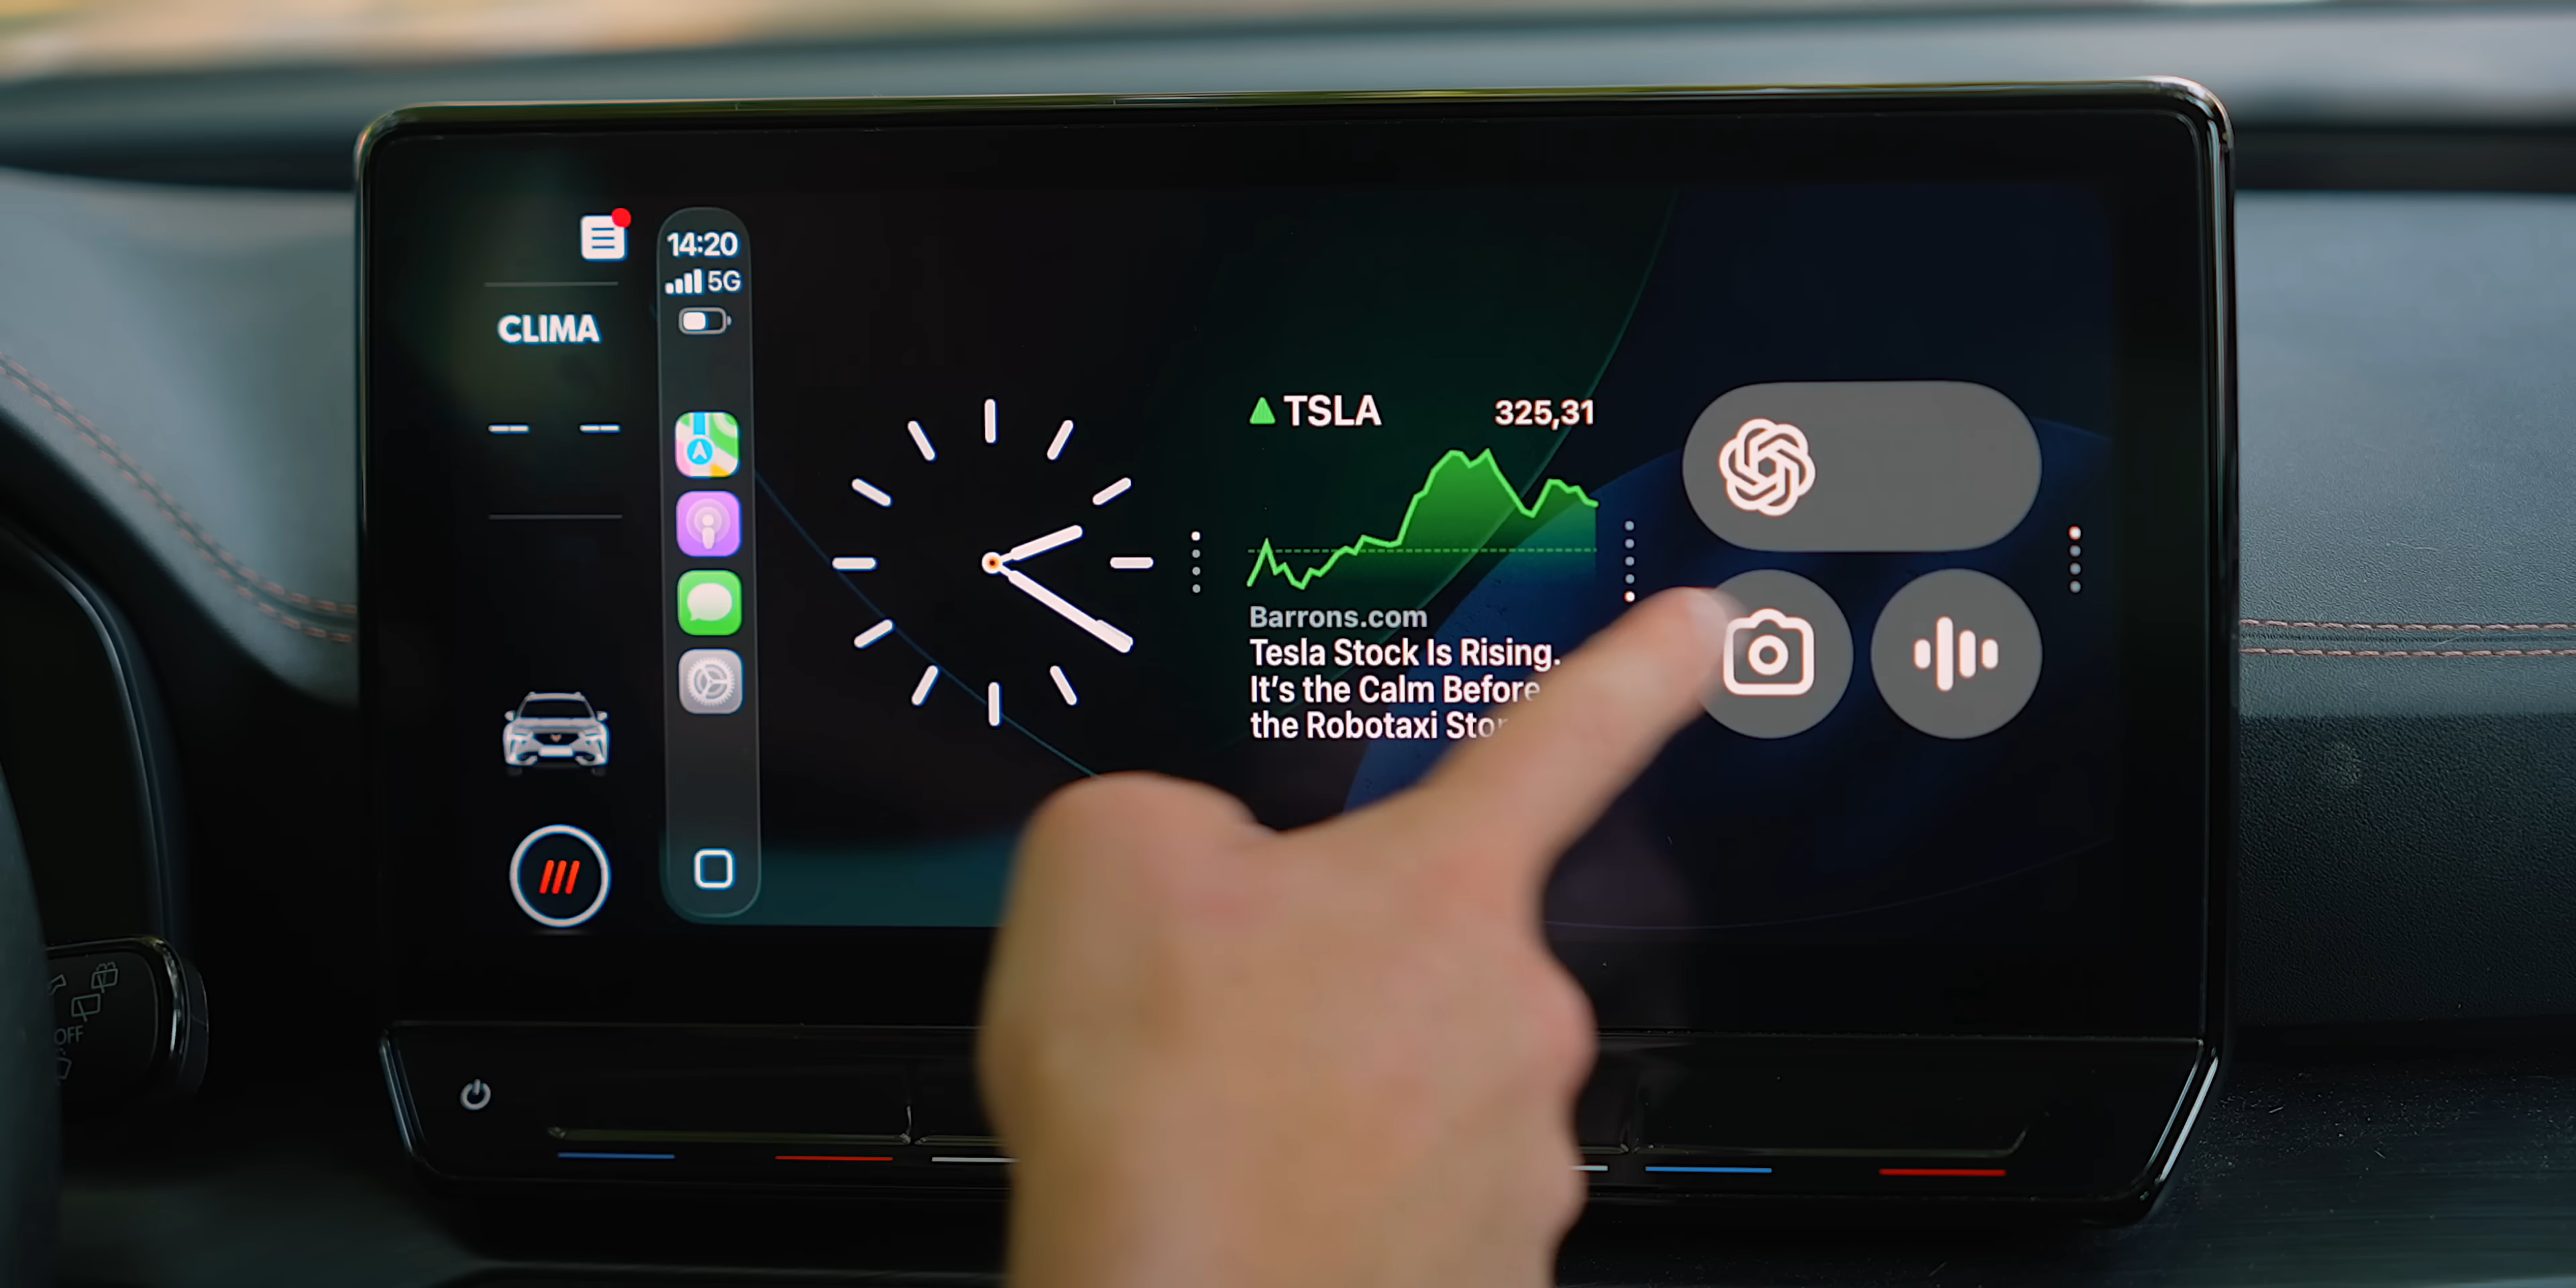 14:20
5G
CLIMA
TSLA 325,31
Barrons.com
Tesla Stock Is Rising.
It's the Calm Before
the Robotaxi
OFF